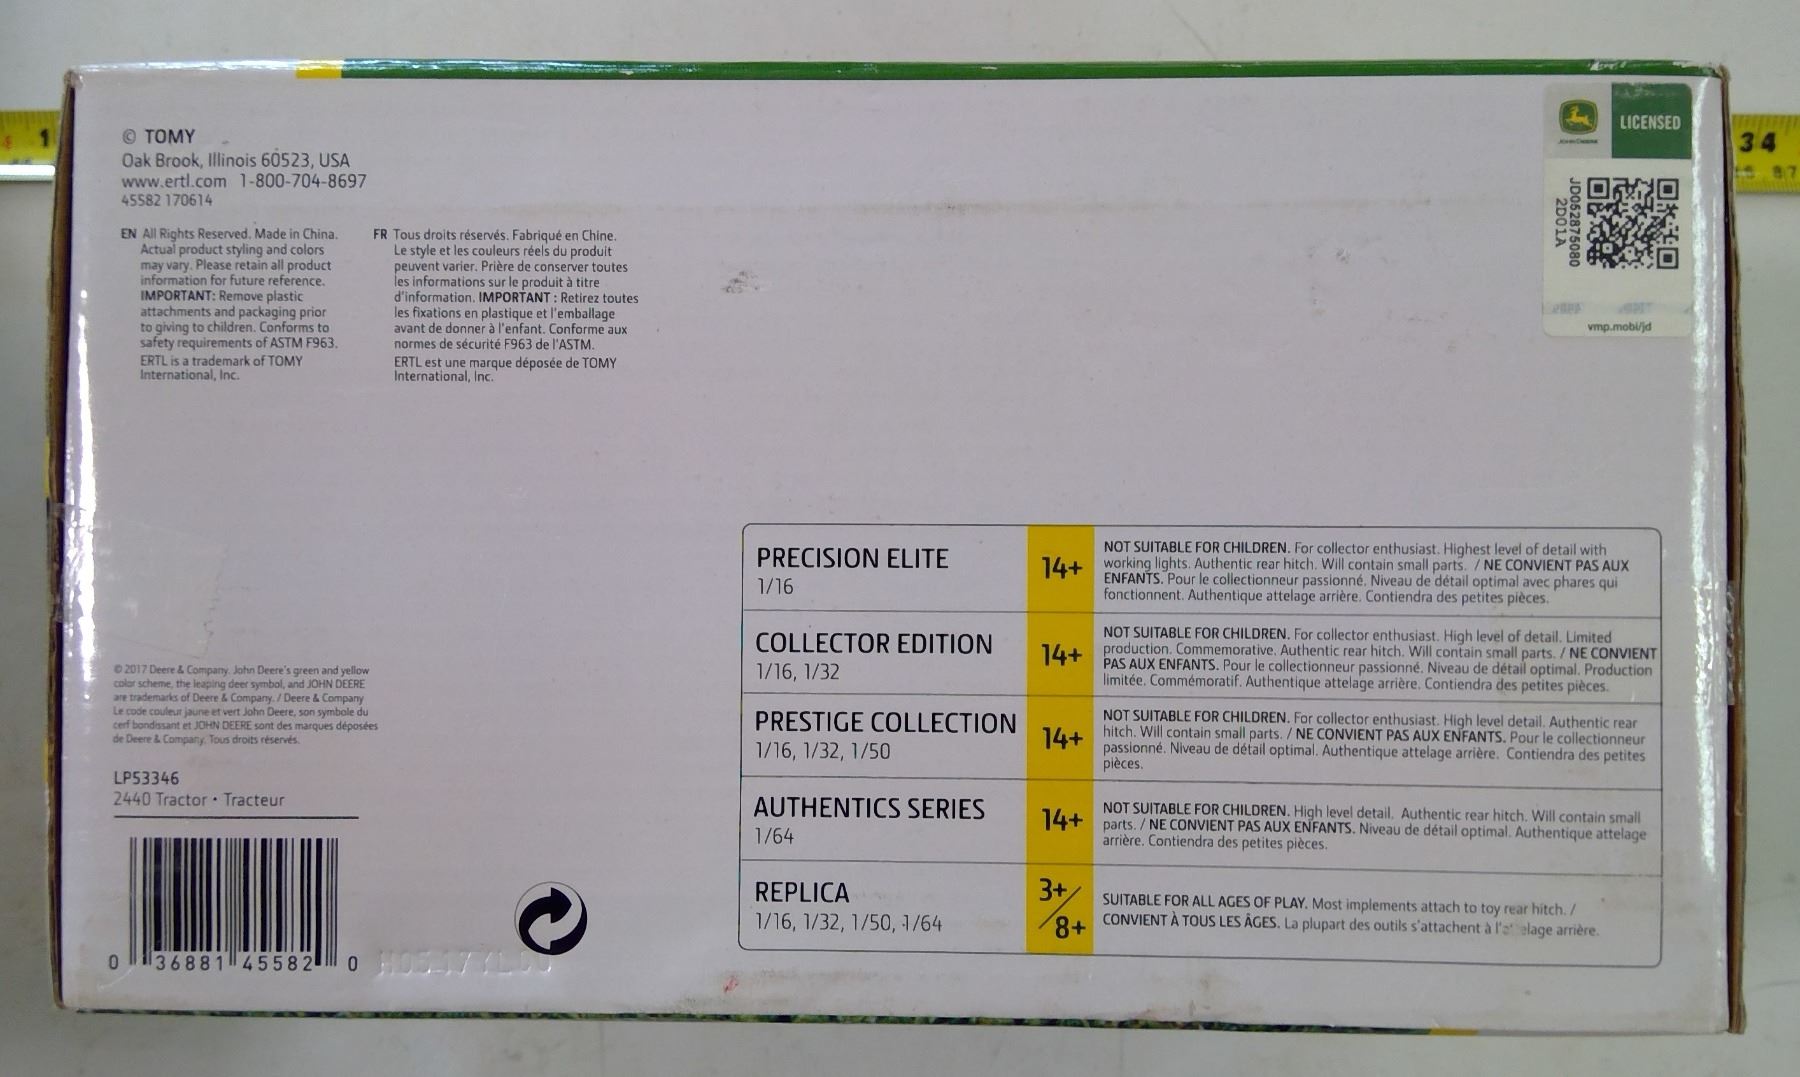 © TOMY
Oak Brook, Illinois 60523, USA
www.ertl.com 1-800-704-8697
45582 170614
EN All Rights Reserved. Made in China.
Actual product styling and colors
may vary. Please retain all product
information for future reference.
IMPORTANT: Remove plastic
attachments and packaging prior
to giving to children. Conforms to
safety requirements of ASTM F963.
ERTL is a trademark of TOMY
International, Inc.
FR Tous droits réservés. Fabriqué en Chine.
Le style et les couleurs réels du produit
peuvent varier. Prière de conserver toutes
les informations sur le produit à titre
d'information. IMPORTANT : Retirez toutes
les fixations en plastique et l'emballage
avant de donner à l'enfant. Conforme aux
normes de sécurité F963 de l'ASTM.
ERTL est une marque déposée de TOMY
International, Inc.
JOHN DEERE
LICENSED
JD0628750800
2D01A
vmp.mobi/jd
1
34
87
PRECISION ELITE
1/16
14+
NOT SUITABLE FOR CHILDREN. For collector enthusiast. Highest level of detail with
working lights. Authentic rear hitch. Will contain small parts. / NE CONVIENT PAS AUX
ENFANTS. Pour le collectionneur passionné. Niveau de détail optimal avec phares qui
fonctionnent. Authentique attelage arrière. Contiendra des petites pièces.
COLLECTOR EDITION
1/16, 1/32
14+
NOT SUITABLE FOR CHILDREN. For collector enthusiast. High level of detail. Limited
production. Commemorative. Authentic rear hitch. Will contain small parts. / NE CONVIENT
PAS AUX ENFANTS. Pour le collectionneur passionné. Niveau de détail optimal. Production
limitée. Commémoratif. Authentique attelage arrière. Contiendra des petites pièces.
PRESTIGE COLLECTION
1/16, 1/32, 1/50
14+
NOT SUITABLE FOR CHILDREN. For collector enthusiast. High level detail. Authentic rear
hitch. Will contain small parts. / NE CONVIENT PAS AUX ENFANTS. Pour le collectionneur
passionné. Niveau de détail optimal. Authentique attelage arrière. Contiendra des petites
pièces.
AUTHENTICS SERIES
1/64
14+
NOT SUITABLE FOR CHILDREN. High level detail. Authentic rear hitch. Will contain small
parts. / NE CONVIENT PAS AUX ENFANTS. Niveau de détail optimal. Authentique attelage
arrière. Contiendra des petites pièces.
REPLICA
1/16, 1/32, 1/50, 1/64
3+/8+
SUITABLE FOR ALL AGES OF PLAY. Most implements attach to toy rear hitch. /
CONVIENT À TOUS LES ÂGES. La plupart des outils s'attachent à arrière.
© 2017 Deere & Company. John Deere's green and yellow
color scheme, the leaping deer symbol, and JOHN DEERE
are trademarks of Deere & Company. / Deere & Company
Le code couleur jaune et vert John Deere, son symbole du
cerf bondissant et JOHN DEERE sont des marques déposées
de Deere & Company. Tous droits réservés.
LP53346
2440 Tractor • Tracteur
0 36881 45582 0